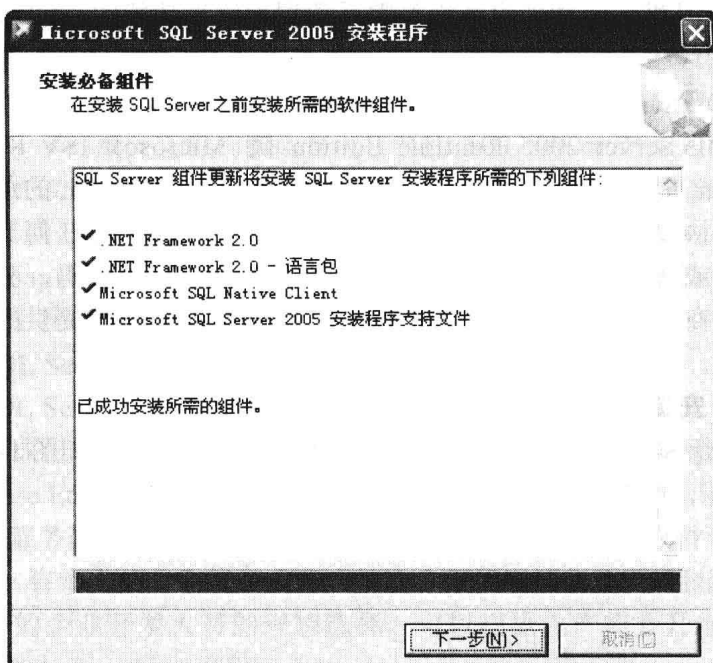 Microsoft SQL Server 2005 安装程序
安装必备组件
在安装 SQL Server之前安装所需的软件组件。
SQL Server 组件更新将安装 SQL Server 安装程序所需的下列组件:
.NET Framework 2.0
.NET Framework 2.0 - 语言包
Microsoft SQL Native Client
Microsoft SQL Server 2005 安装程序支持文件
已成功安装所需的组件。
下一步(N)>
取消(C)